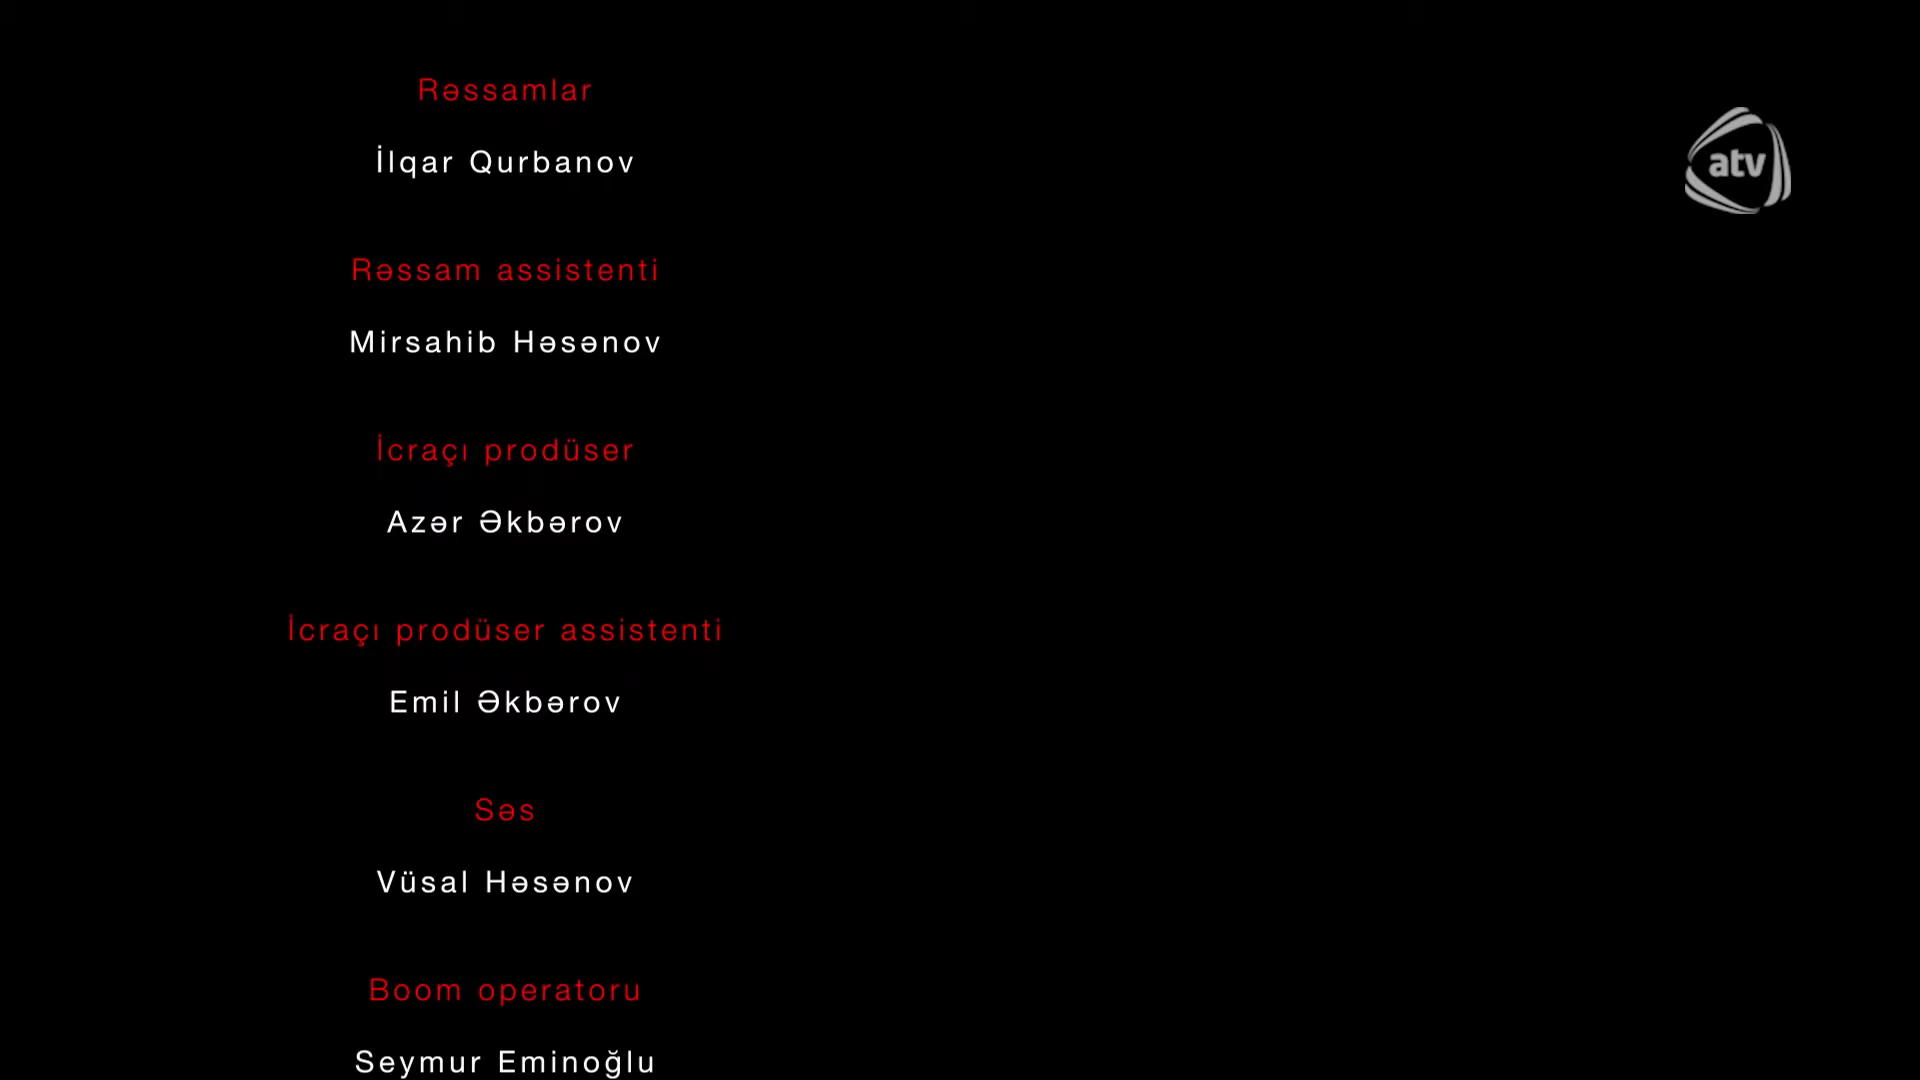 Rəssamlar
İlqar Qurbanov
atv
Rəssam assistenti
Mirsahib Həsənov
İcraçı prodüser
Azər Əkbərov
İcraçı prodüser assistenti
Emil Əkbərov
Səs
Vüsal Həsənov
Boom operatoru
Seymur Eminoğlu